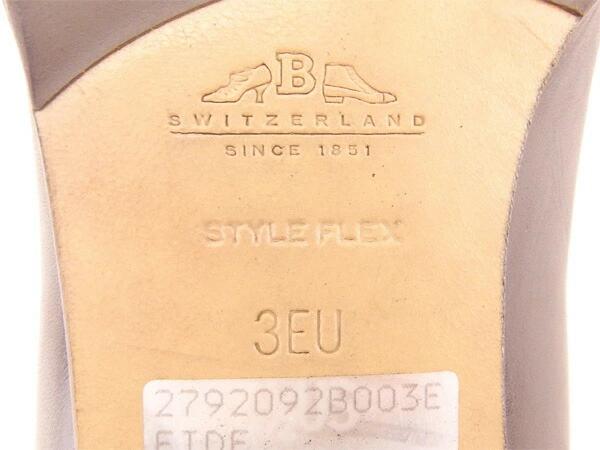 B
SWITZERLAND
SINCE 1851
STYLE FLEX
3EU
2792092B003E